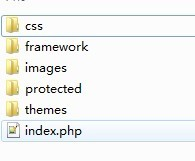 css
framework
images
protected
themes
index.php